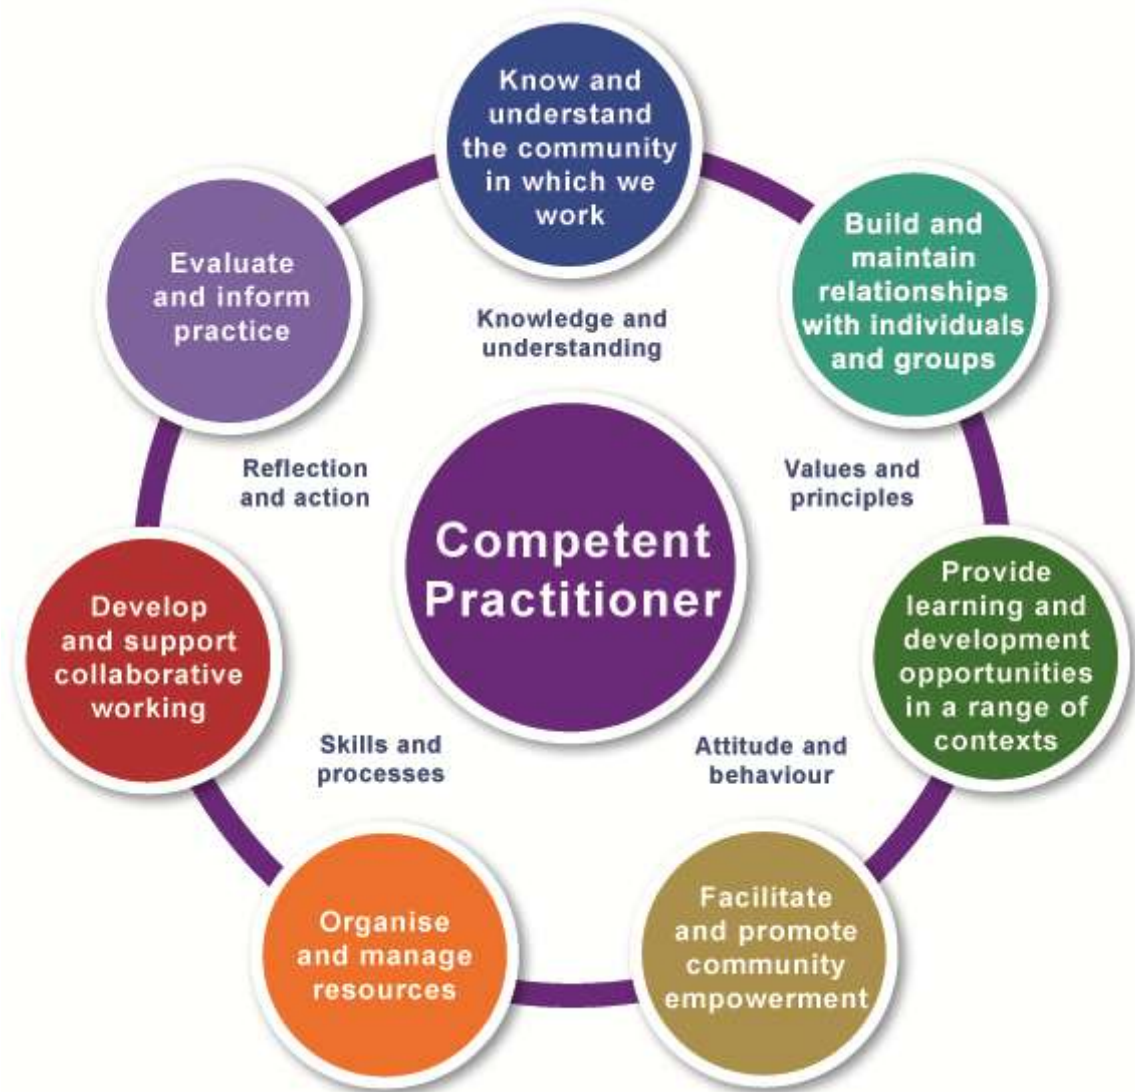 Know and
understand
the community
in which we
work
Build and
maintain
relationships
with individuals
and groups
Provide
learning and
development
opportunities
in a range of
contexts
Facilitate
and promote
community
empowerment
Organise
and manage
resources
Develop
and support
collaborative
working
Evaluate
and inform
practice
Knowledge and
understanding
Values and
principles
Attitude and
behaviour
Skills and
processes
Reflection
and action
Competent
Practitioner